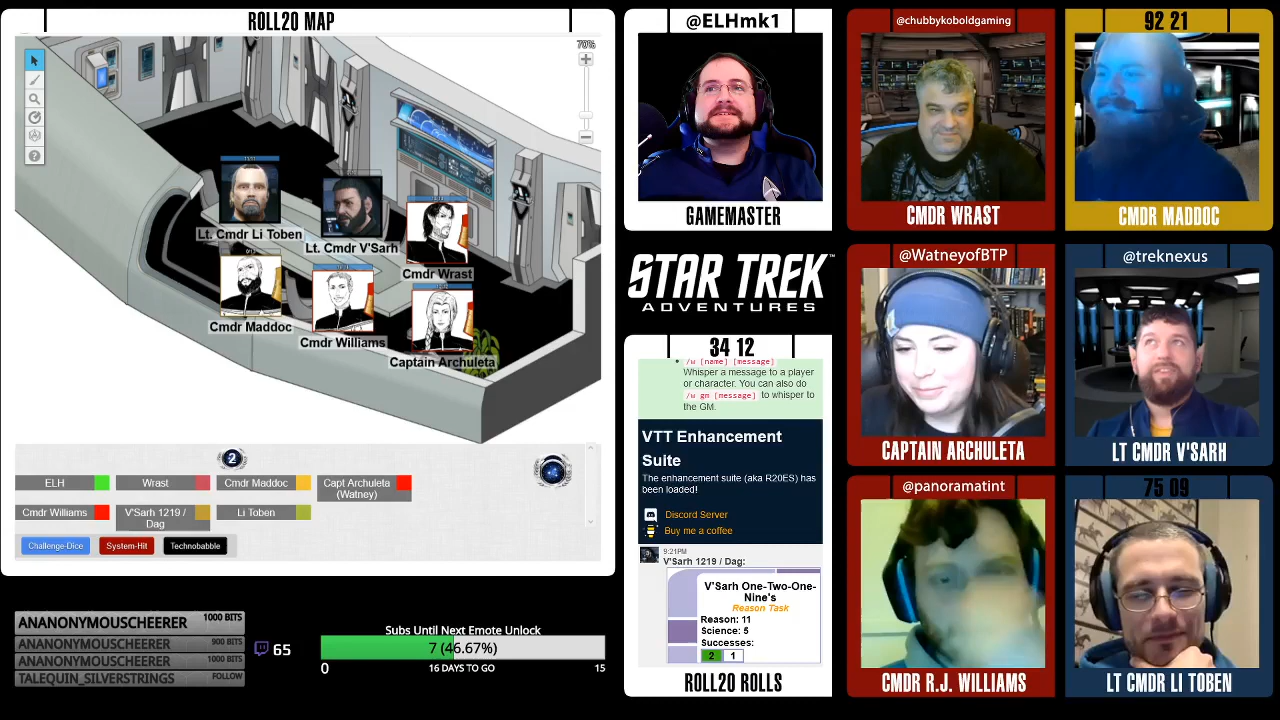 ROLL20 MAP
70%
11/11
Lt. Cmdr Li Toben
Lt. Cmdr V'Sarh
Cmdr Wrast
Cmdr Maddoc
Cmdr Williams
Captain Archuleta
2
ELH
Wrast
Cmdr Maddoc
Capt Archuleta
(Watney)
Cmdr Williams
V'Sarh 1219 /
Dag
Li Toben
Challenge-Dice
System-Hit
Technobabble
ANANONYMOUSCHEERER 1000 BITS
ANANONYMOUSCHEERER 900 BITS
ANANONYMOUSCHEERER 1000 BITS
TALEQUIN_SILVERSTRINGS FOLLOW
65
Subs Until Next Emote Unlock
7 (46.67%)
0 16 DAYS TO GO 15
@ELHmk1
GAMEMASTER
STAR TREK™
ADVENTURES
34 12
/w [name] [message]
Whisper a message to a player
or character. You can also do
/w gm [message] to whisper to
the GM.
VTT Enhancement
Suite
The enhancement suite (aka R20ES) has
been loaded!
Discord Server
Buy me a coffee
9:21PM
V'Sarh 1219 / Dag:
V'Sarh One-Two-One-
Nine's
Reason Task
Reason: 11
Science: 5
Successes:
2 1
ROLL20 ROLLS
@chubbykoboldgaming
CMDR WRAST
92 21
CMDR MADDOC
@WatneyofBTP
CAPTAIN ARCHULETA
@treknexus
LT CMDR V'SARH
@panoramatint
CMDR R.J. WILLIAMS
75 09
LT CMDR LI TOBEN